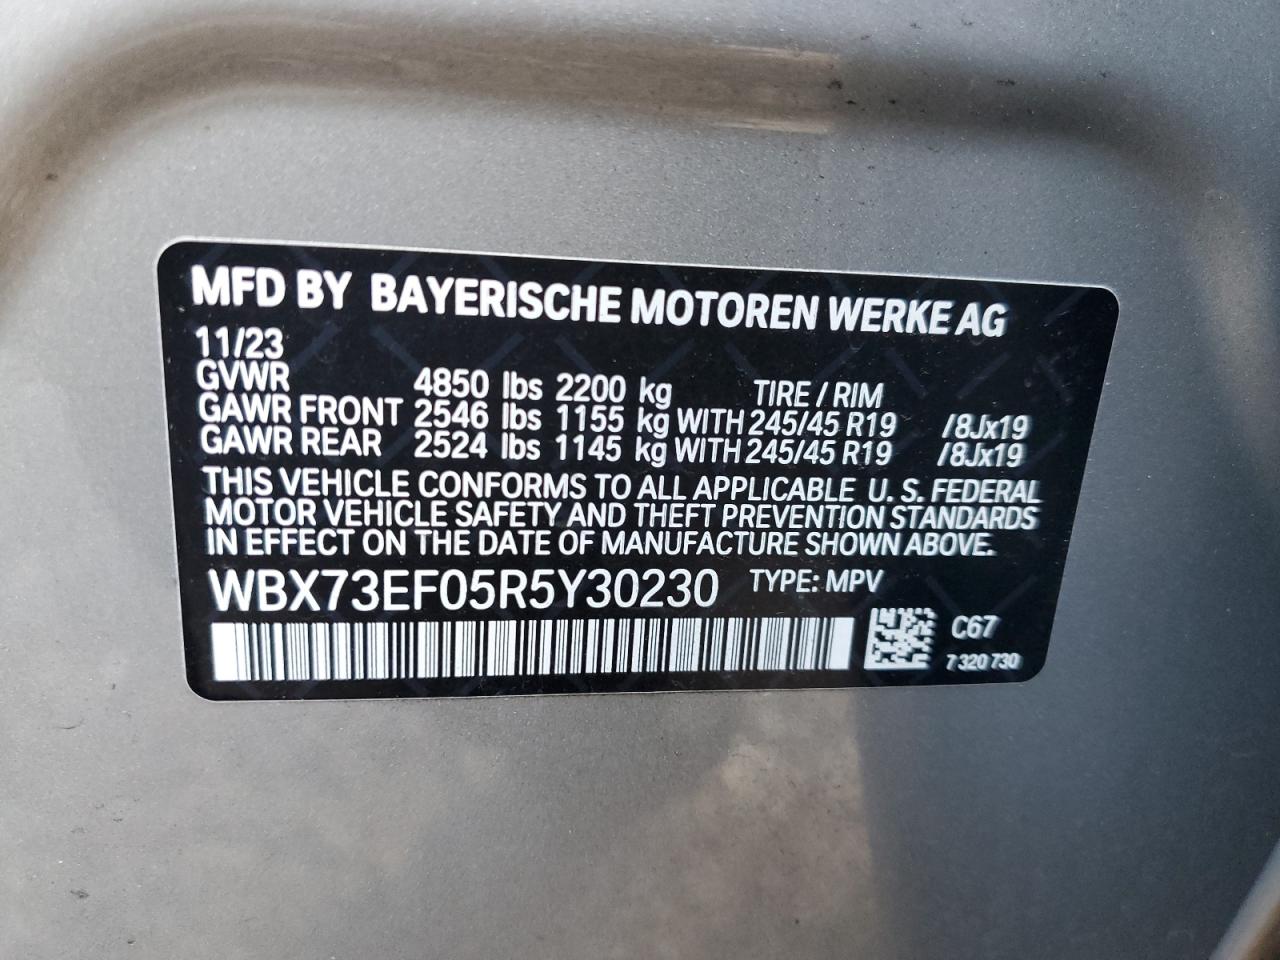 MFD BY BAYERISCHE MOTOREN WERKE AG
11/23
GVWR 4850 lbs 2200 kg TIRE / RIM
GAWR FRONT 2546 lbs 1155 kg WITH 245/45 R19 /8Jx19
GAWR REAR 2524 lbs 1145 kg WITH 245/45 R19 /8Jx19
THIS VEHICLE CONFORMS TO ALL APPLICABLE U. S. FEDERAL
MOTOR VEHICLE SAFETY AND THEFT PREVENTION STANDARDS
IN EFFECT ON THE DATE OF MANUFACTURE SHOWN ABOVE.
WBX73EF05R5Y30230 TYPE: MPV
C67
7 320 730